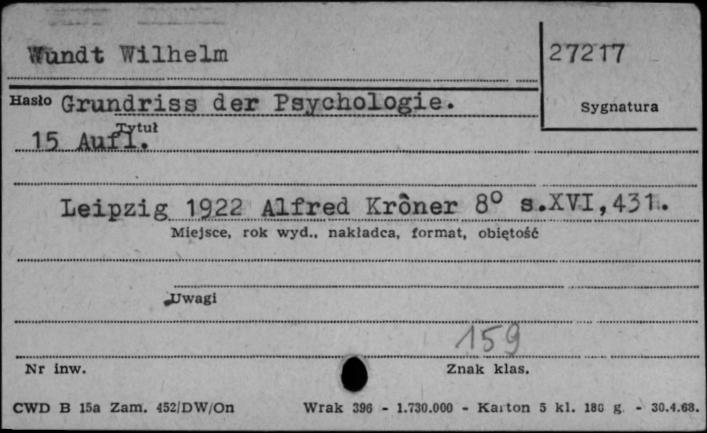 Wundt Wilhelm
27217
Hasło Grundriss der Psychologie.
Sygnatura
Tytuł
15 Aufl.
Leipzig 1922 Alfred Kröner 8° s.XVI,431.
Miejsce, rok wyd., nakładca, format, objętość
Uwagi
159
Nr inw.
Znak klas.
CWD B 15a Zam. 452/DW/On Wrak 396 - 1.730.000 - Karton 5 kl. 180 g. - 30.4.68.